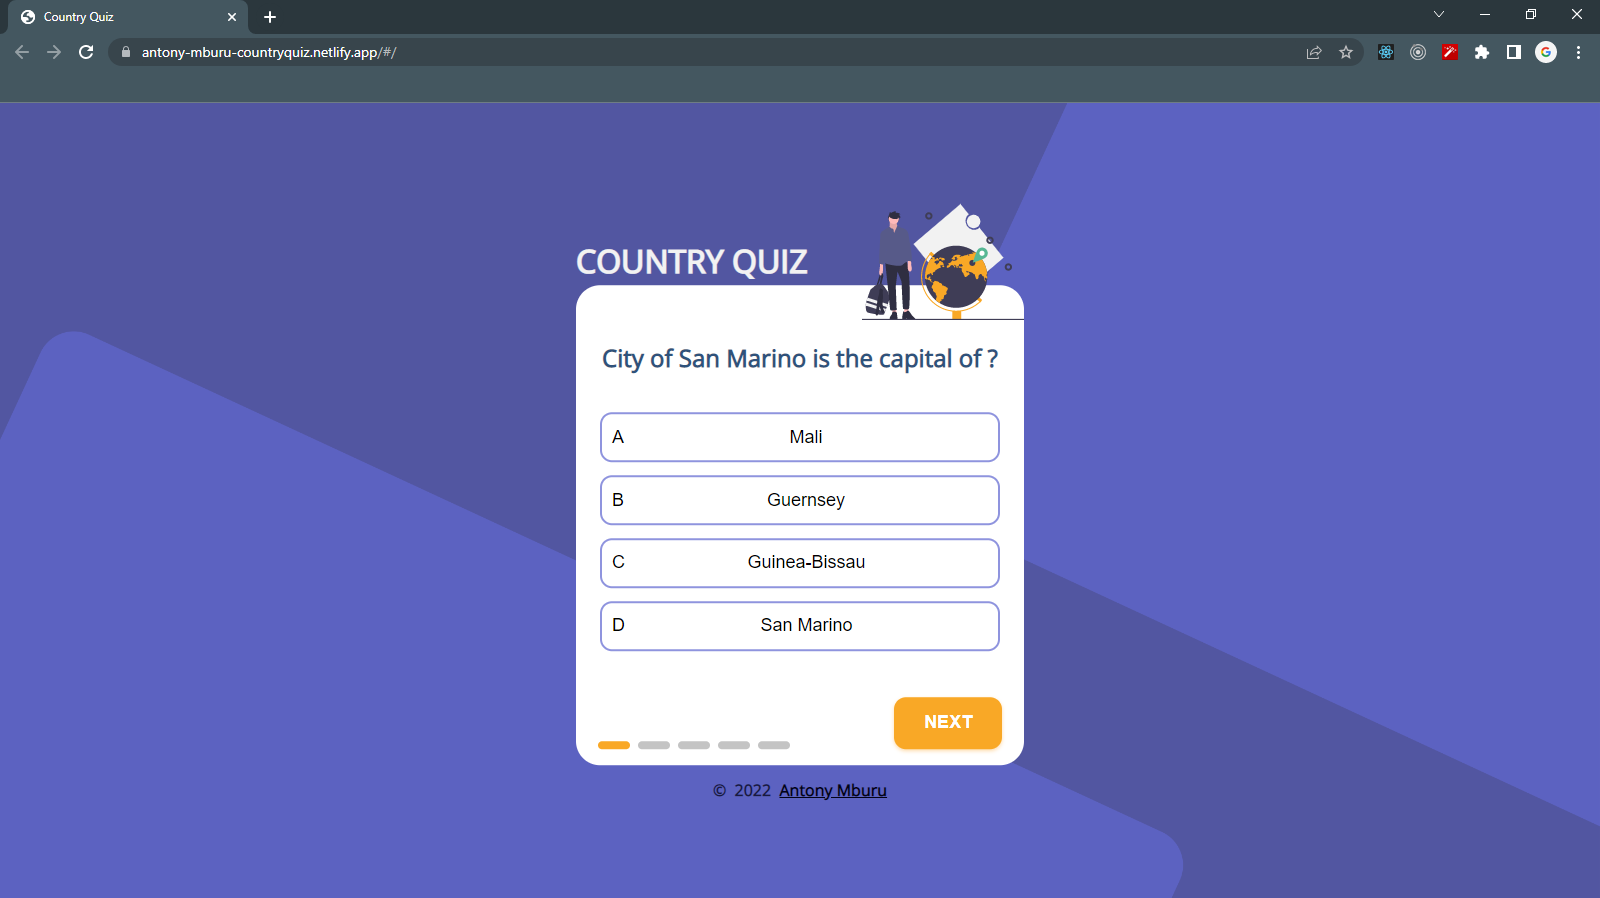 Country Quiz
antony-mburu-countryquiz.netlify.app/#/
COUNTRY QUIZ
City of San Marino is the capital of ?
A Mali
B Guernsey
C Guinea-Bissau
D San Marino
NEXT
© 2022 Antony Mburu